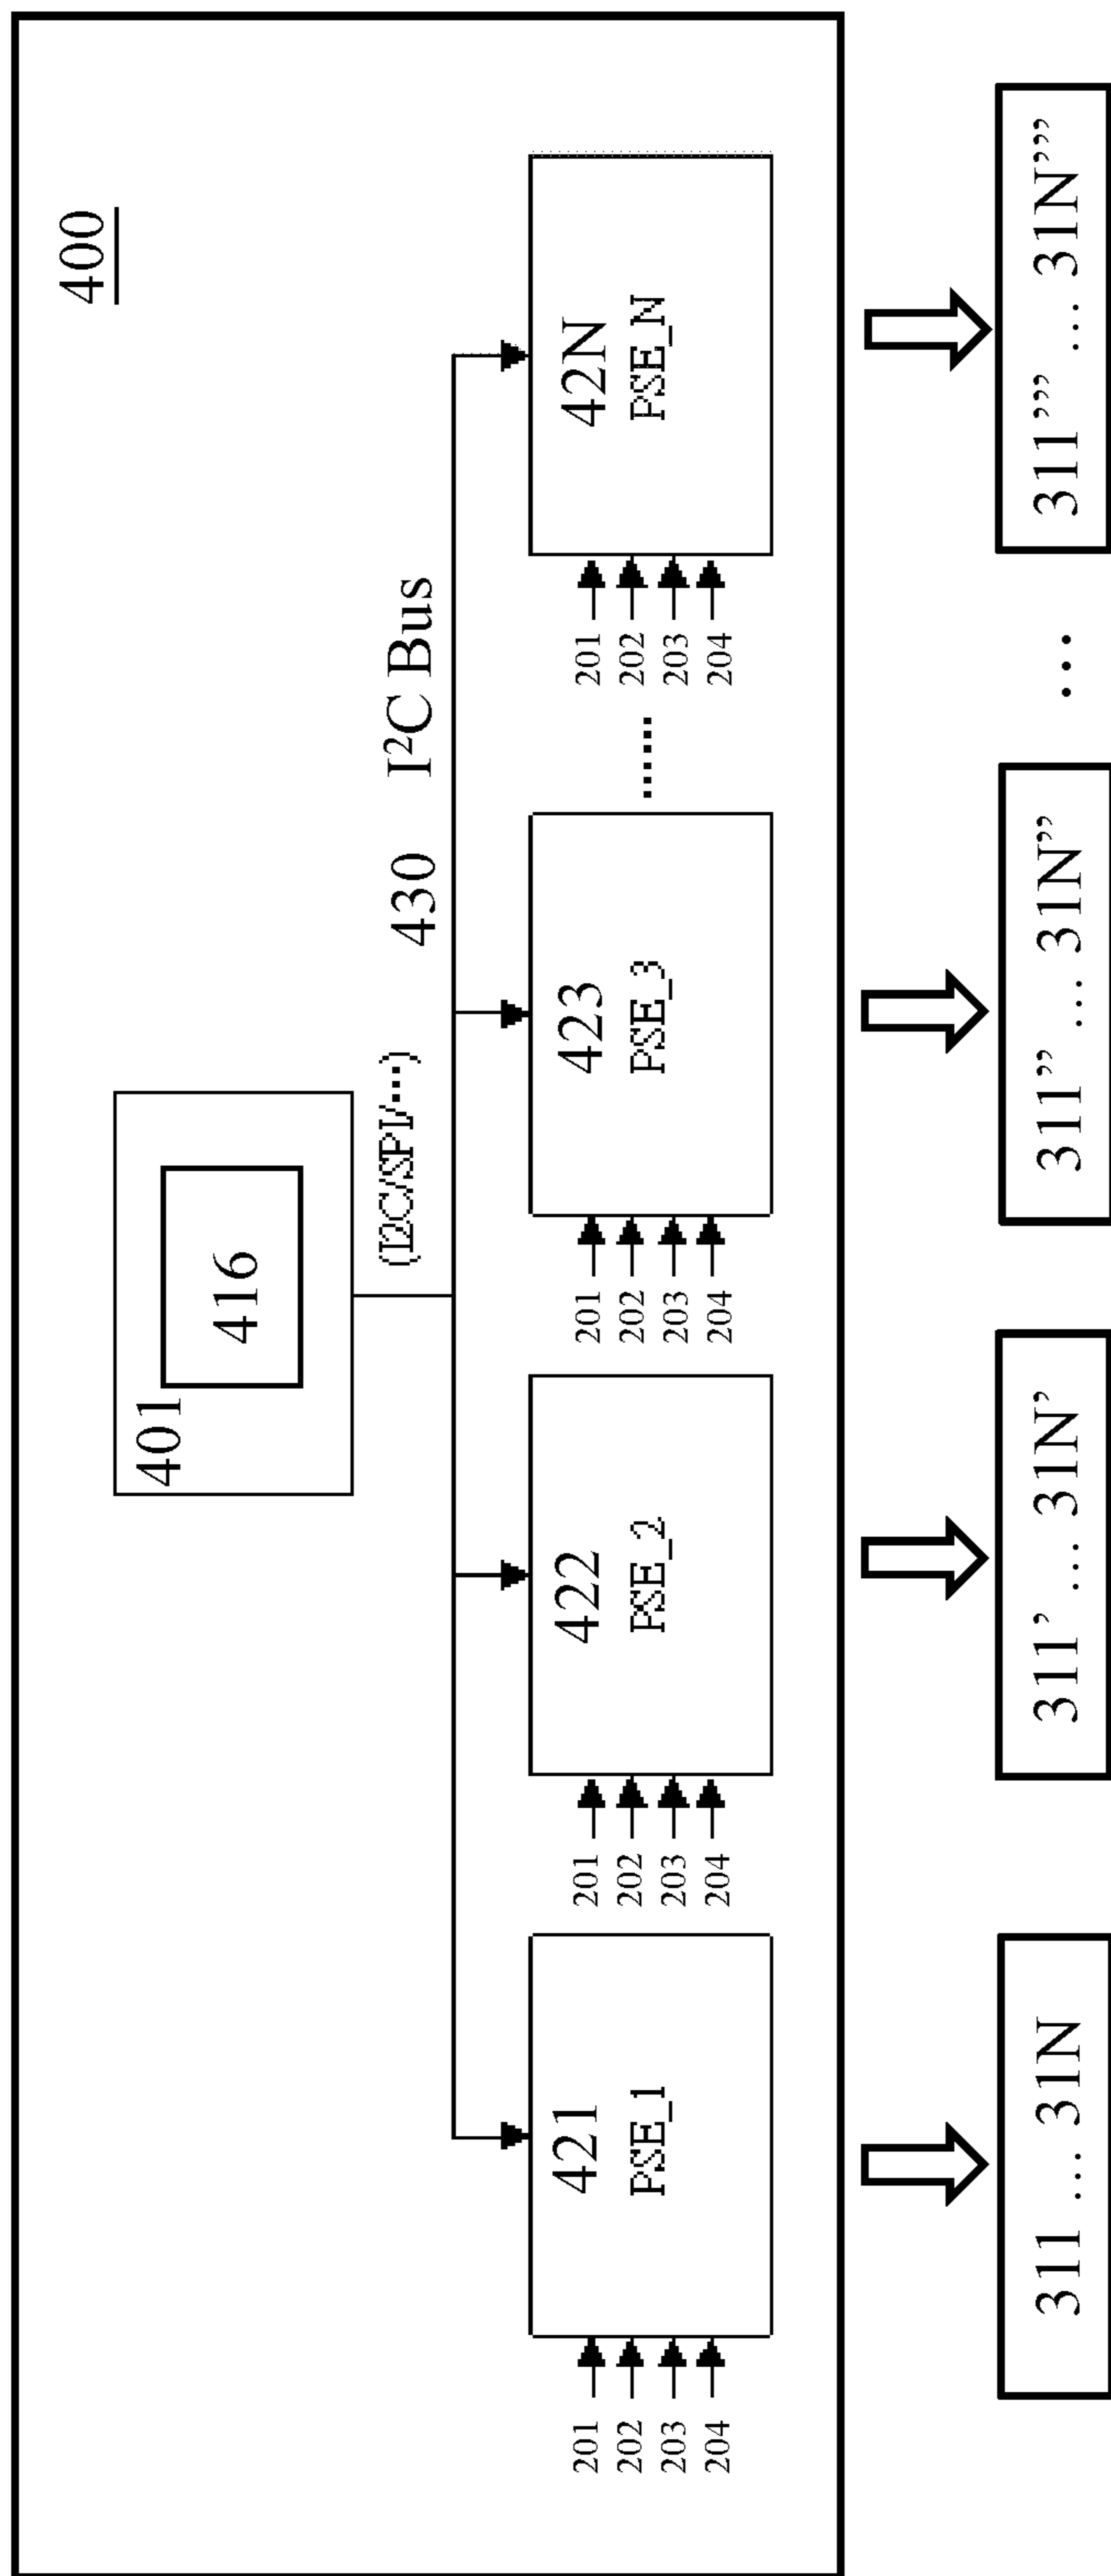 400
401
416
(I2C/SPI/···)
430 I²C Bus
421
PSE_1
422
PSE_2
423
PSE_3
42N
PSE_N
201
202
203
204
201
202
203
204
201
202
203
204
......
201
202
203
204
311 ... 31N
311’ ... 31N’
311’’ ... 31N’’
...
311’’’ ... 31N’’’